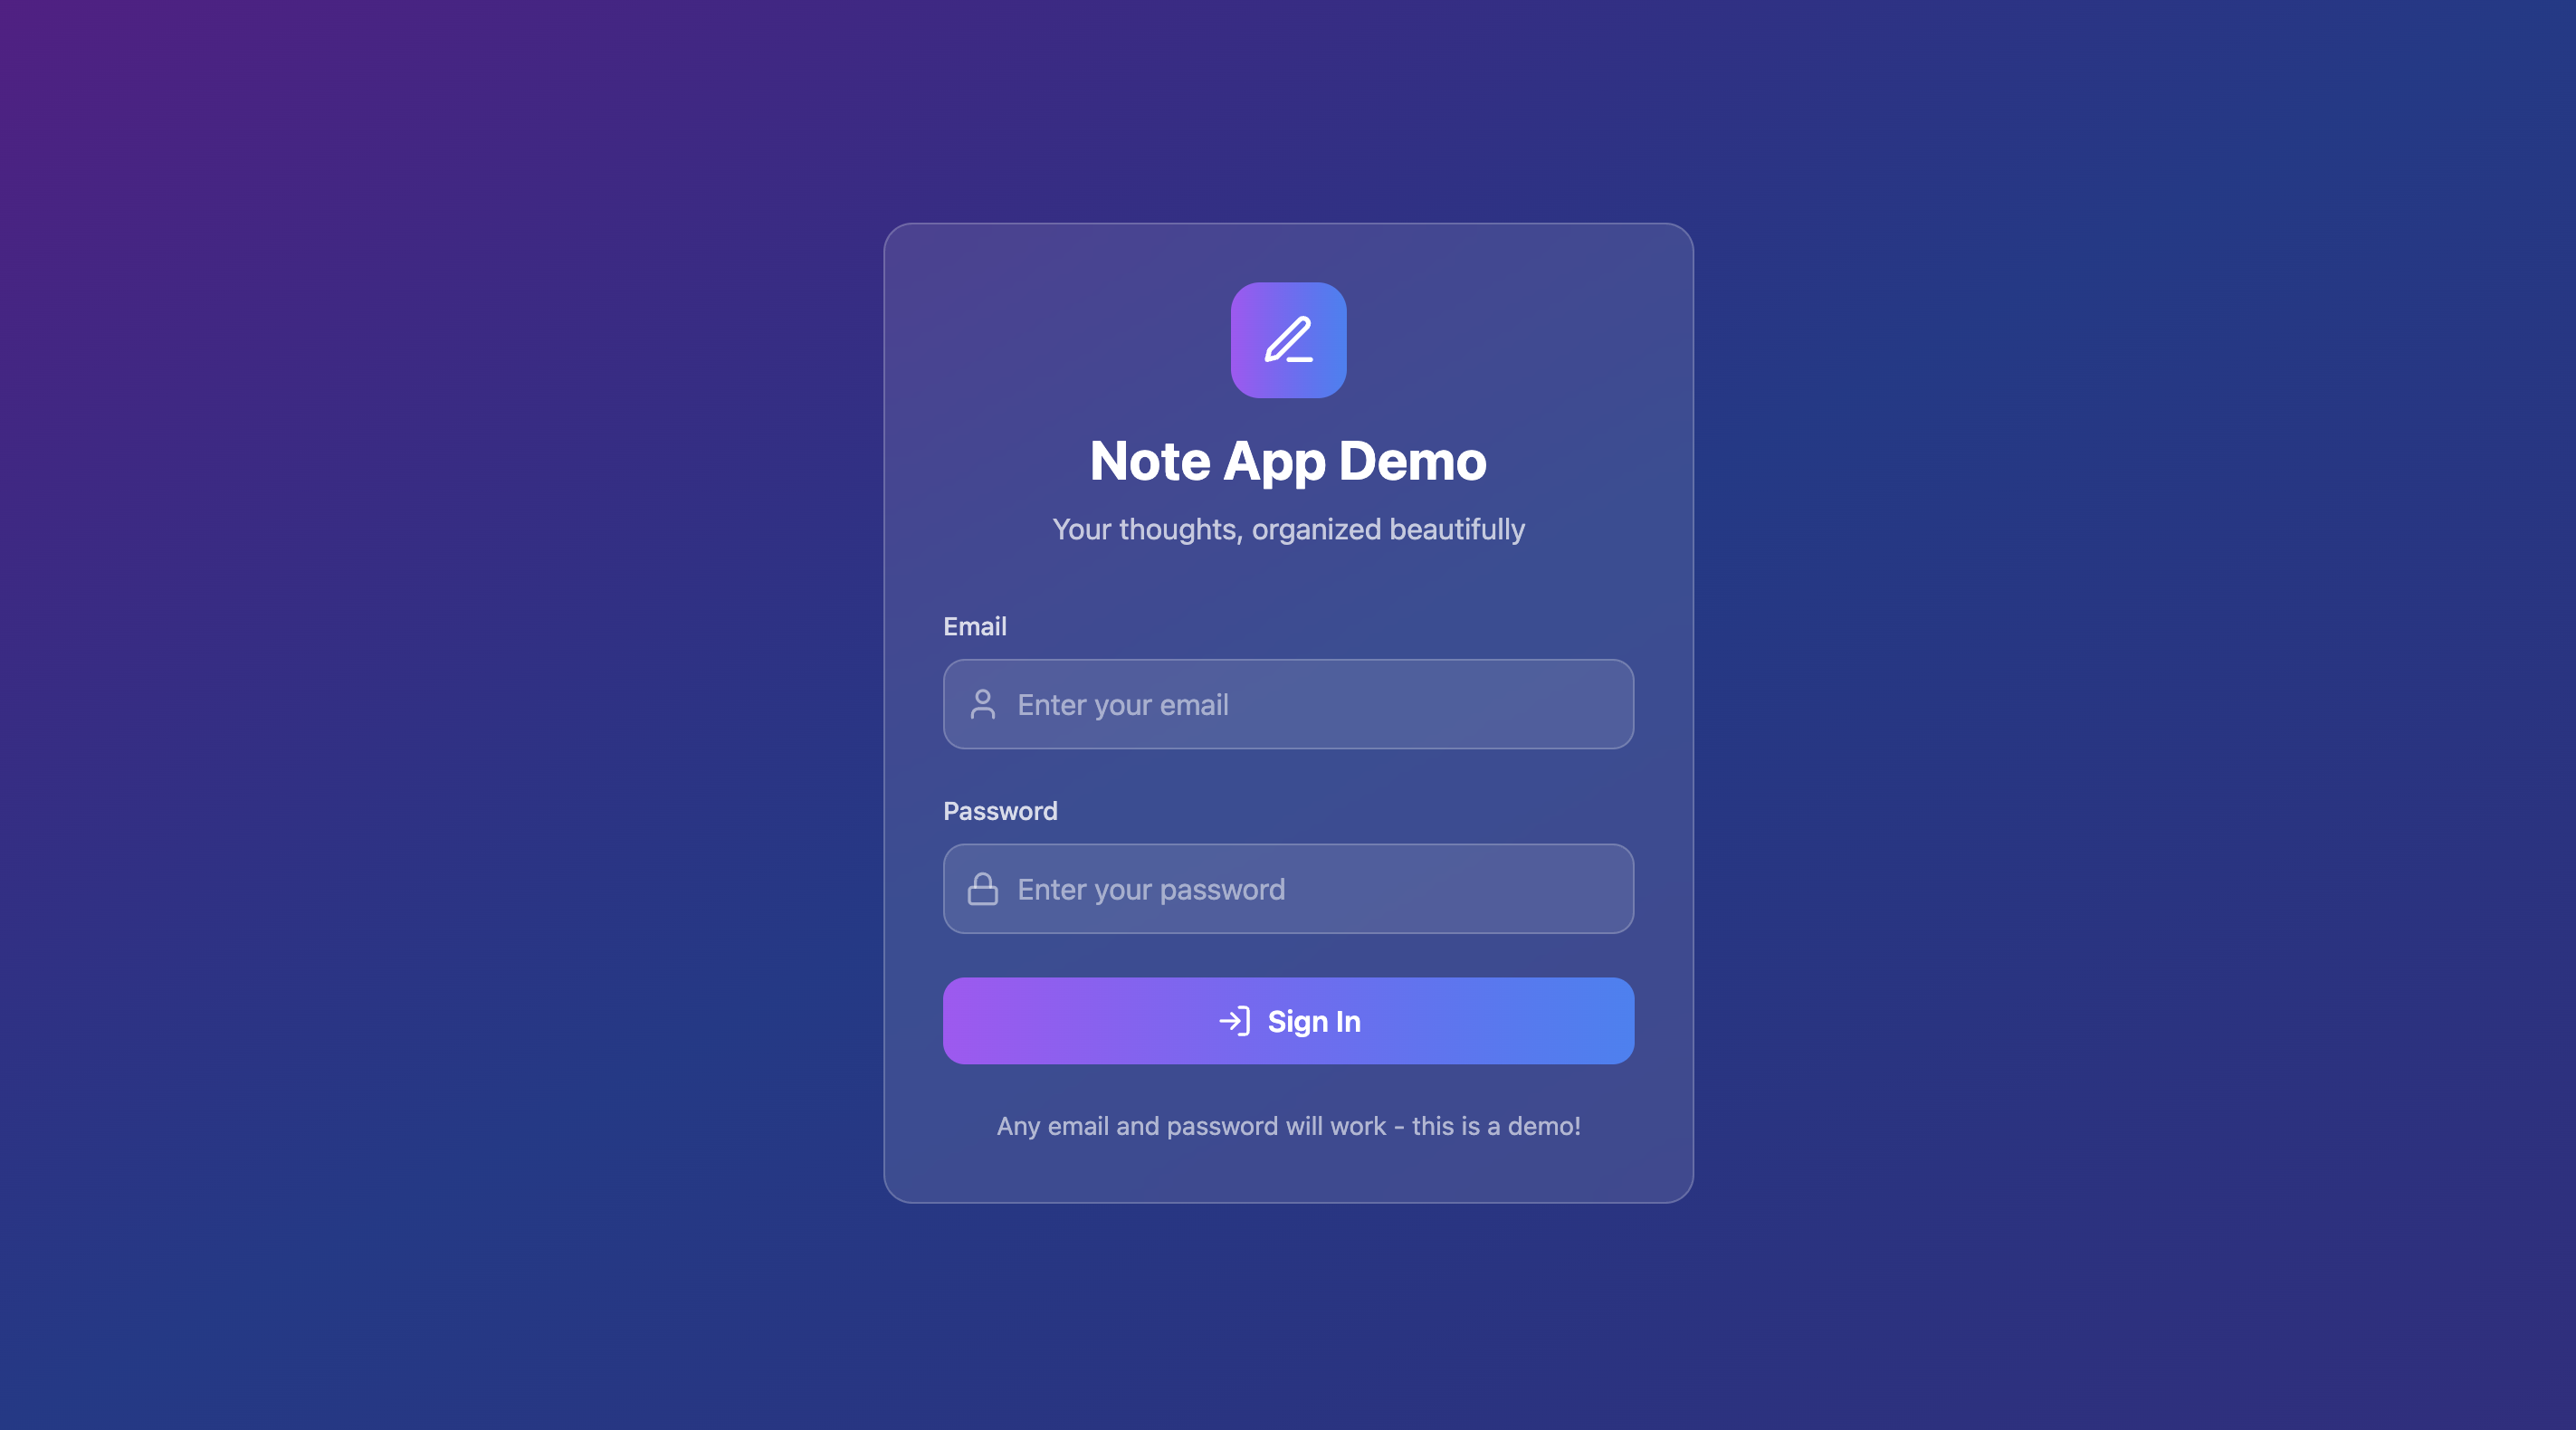 Note App Demo
Your thoughts, organized beautifully
Email
Enter your email
Password
Enter your password
Sign In
Any email and password will work - this is a demo!